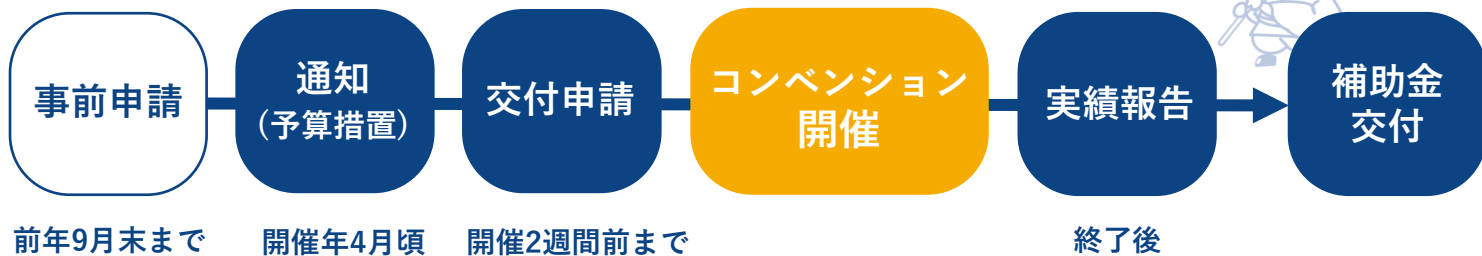 事前申請
通知
(予算措置)
交付申請
コンベンション
開催
実績報告
補助金
交付
前年9月末まで
開催年4月頃
開催2週間前まで
終了後